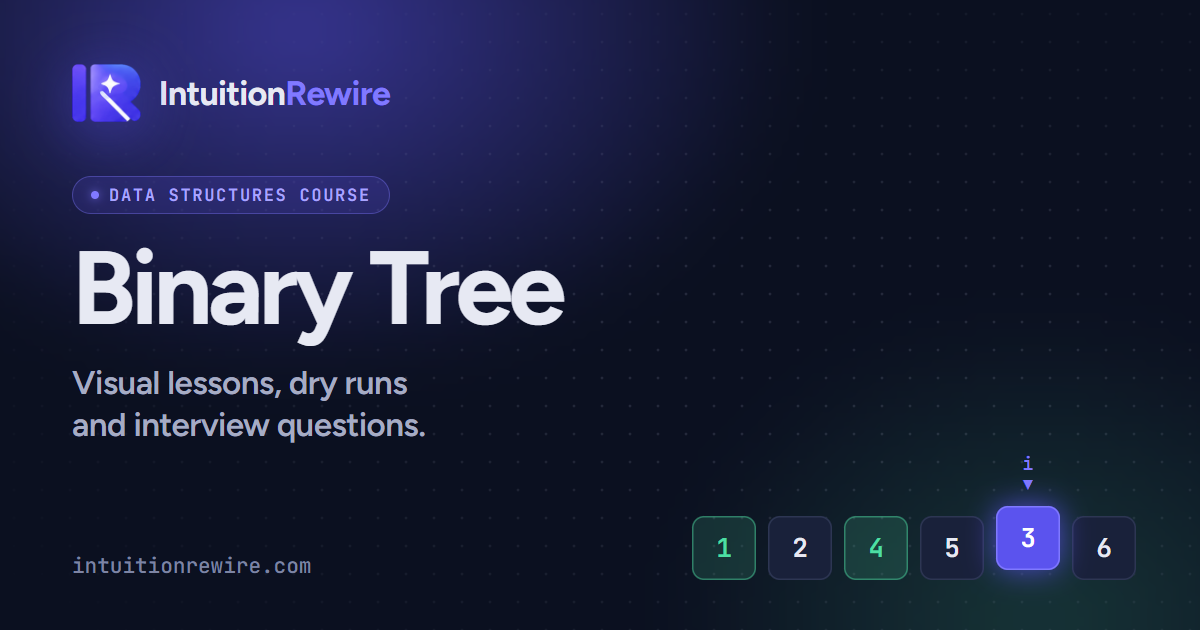 IntuitionRewire
DATA STRUCTURES COURSE
Binary Tree
Visual lessons, dry runs
and interview questions.
i
1 2 4 5 3 6
intuitionrewire.com